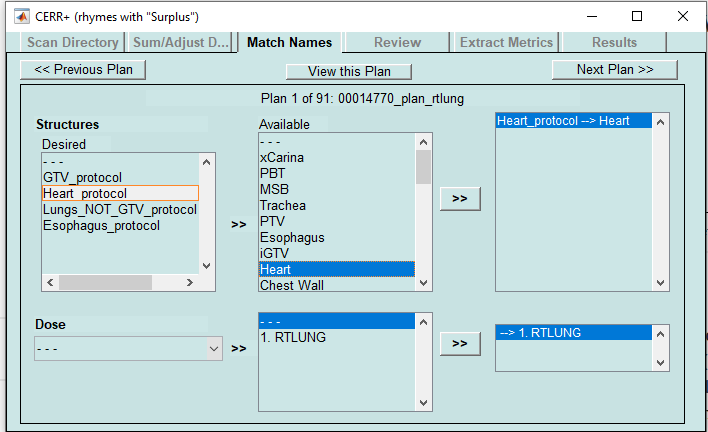 CERR+ (rhymes with "Surplus")
Scan Directory Sum/Adjust D... Match Names Review Extract Metrics Results
<< Previous Plan View this Plan Next Plan >>
Plan 1 of 91: 00014770_plan_rtlung
Structures
Desired
- - -
GTV_protocol
Heart_protocol
Lungs_NOT_GTV_protocol
Esophagus_protocol
>>
Available
- - -
xCarina
PBT
MSB
Trachea
PTV
Esophagus
iGTV
Heart
Chest Wall
>>
Heart_protocol --> Heart
Dose
- - -
>>
- - -
1. RTLUNG
>>
--> 1. RTLUNG